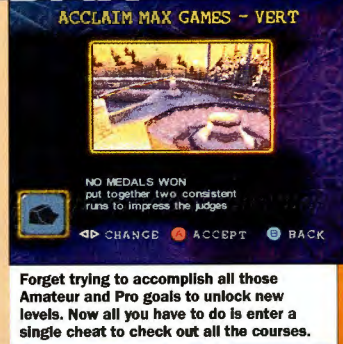 ACCLAIM MAX GAMES - VERT
NO MEDALS WON
put together two consistent
runs to impress the judges
CHANGE A ACCEPT B BACK
Forget trying to accomplish all those
Amateur and Pro goals to unlock new
levels. Now all you have to do is enter a
single cheat to check out all the courses.